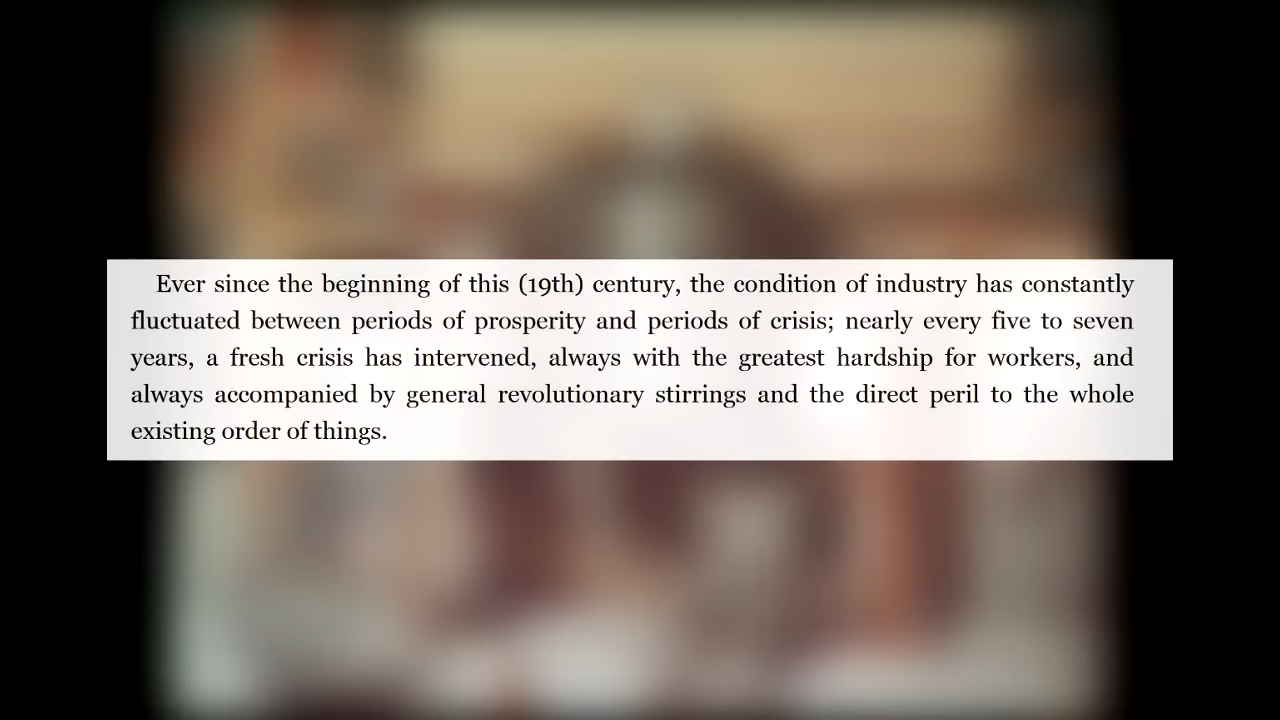 Ever since the beginning of this (19th) century, the condition of industry has constantly
fluctuated between periods of prosperity and periods of crisis; nearly every five to seven
years, a fresh crisis has intervened, always with the greatest hardship for workers, and
always accompanied by general revolutionary stirrings and the direct peril to the whole
existing order of things.